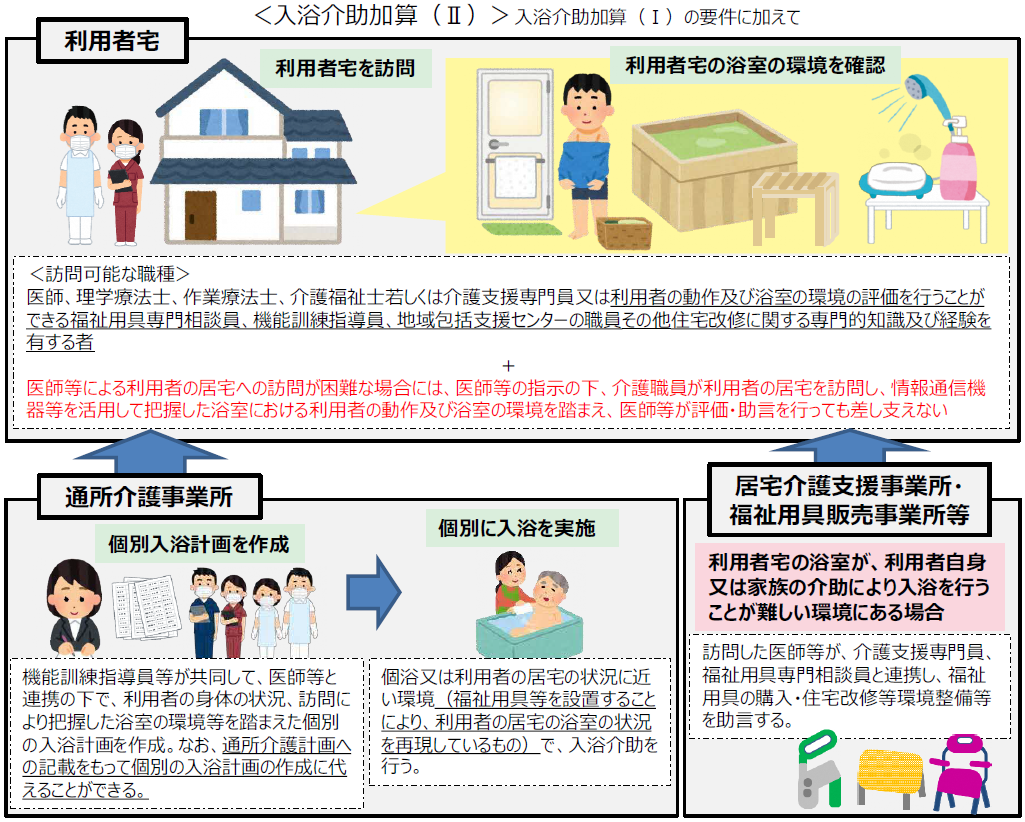 ＜入浴介助加算（Ⅱ）＞入浴介助加算（Ⅰ）の要件に加えて
利用者宅
利用者宅を訪問
利用者宅の浴室の環境を確認
＜訪問可能な職種＞
医師、理学療法士、作業療法士、介護福祉士若しくは介護支援専門員又は利用者の動作及び浴室の環境の評価を行うことが
できる福祉用具専門相談員、機能訓練指導員、地域包括支援センターの職員その他住宅改修に関する専門的知識及び経験を
有する者
＋
医師等による利用者の居宅への訪問が困難な場合には、医師等の指示の下、介護職員が利用者の居宅を訪問し、情報通信機
器等を活用して把握した浴室における利用者の動作及び浴室の環境を踏まえ、医師等が評価・助言を行っても差し支えない
通所介護事業所
個別入浴計画を作成
機能訓練指導員等が共同して、医師等と
連携の下で、利用者の身体の状況、訪問
により把握した浴室の環境等を踏まえた個別
の入浴計画を作成。なお、通所介護計画へ
の記載をもって個別の入浴計画の作成に代
えることができる。
個別に入浴を実施
個浴又は利用者の居宅の状況に近
い環境（福祉用具等を設置すること
により、利用者の居宅の浴室の状況
を再現しているもの）で、入浴介助を
行う。
居宅介護支援事業所・
福祉用具販売事業所等
利用者宅の浴室が、利用者自身
又は家族の介助により入浴を行う
ことが難しい環境にある場合
訪問した医師等が、介護支援専門員、
福祉用具専門相談員と連携し、福祉
用具の購入・住宅改修等環境整備等
を助言する。